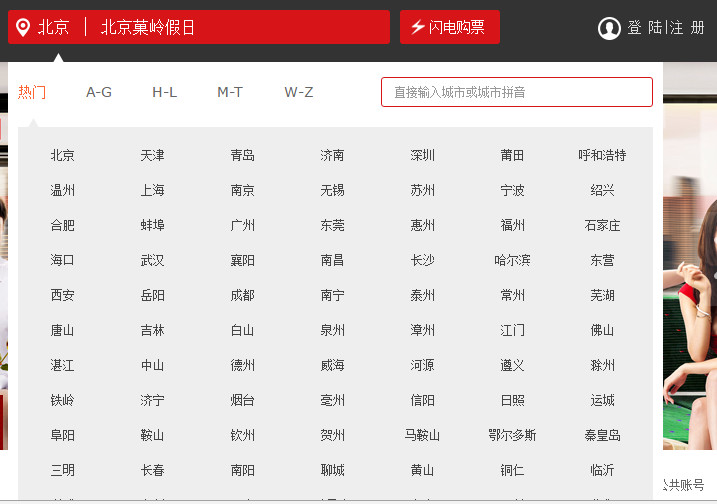 北京 | 北京菓岭假日 闪电购票 登 陆|注 册
热门 A-G H-L M-T W-Z 直接输入城市或城市拼音
北京 天津 青岛 济南 深圳 莆田 呼和浩特
温州 上海 南京 无锡 苏州 宁波 绍兴
合肥 蚌埠 广州 东莞 惠州 福州 石家庄
海口 武汉 襄阳 南昌 长沙 哈尔滨 东营
西安 岳阳 成都 南宁 泰州 常州 芜湖
唐山 吉林 白山 泉州 漳州 江门 佛山
湛江 中山 德州 威海 河源 遵义 滁州
铁岭 济宁 烟台 亳州 信阳 日照 运城
阜阳 鞍山 钦州 贺州 马鞍山 鄂尔多斯 秦皇岛
三明 长春 南阳 聊城 黄山 铜仁 临沂
公共账号